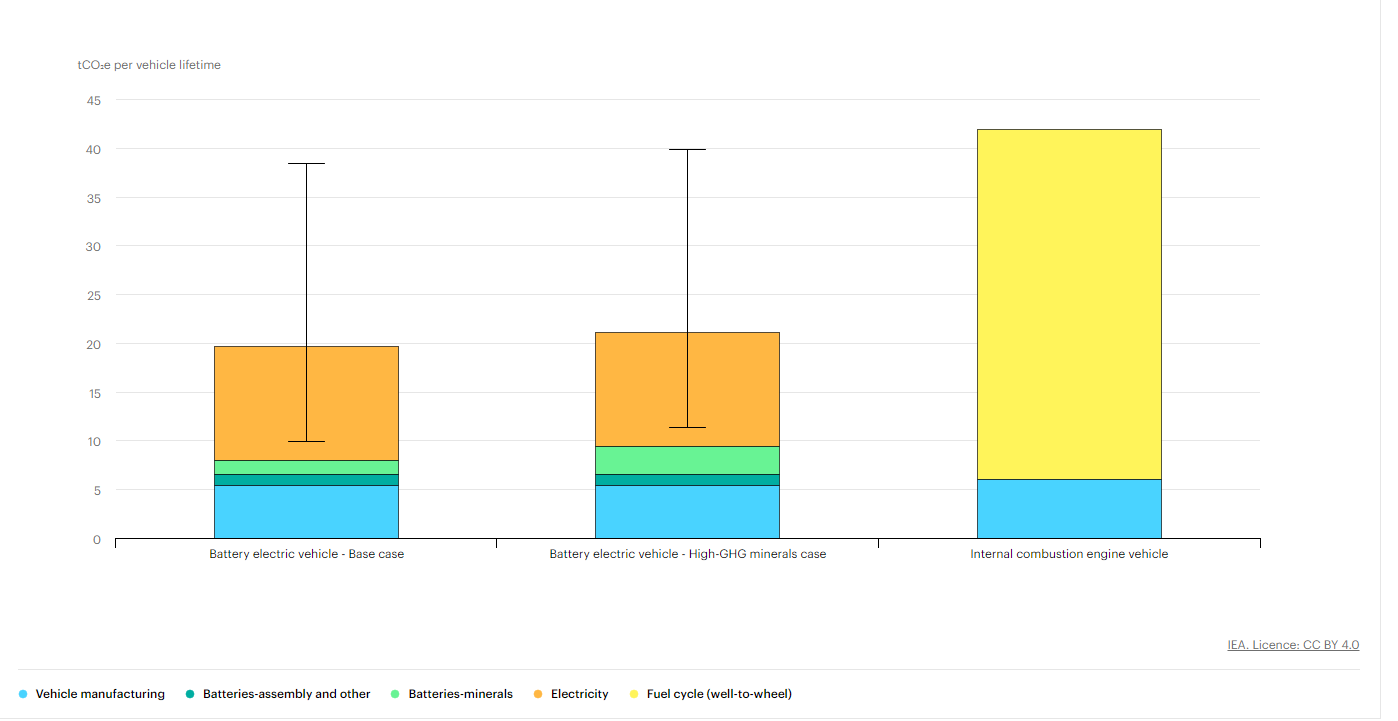 tCO₂e per vehicle lifetime
45
40
35
30
25
20
15
10
5
0
Battery electric vehicle - Base case
Battery electric vehicle - High-GHG minerals case
Internal combustion engine vehicle
IEA. Licence: CC BY 4.0
Vehicle manufacturing
Batteries-assembly and other
Batteries-minerals
Electricity
Fuel cycle (well-to-wheel)